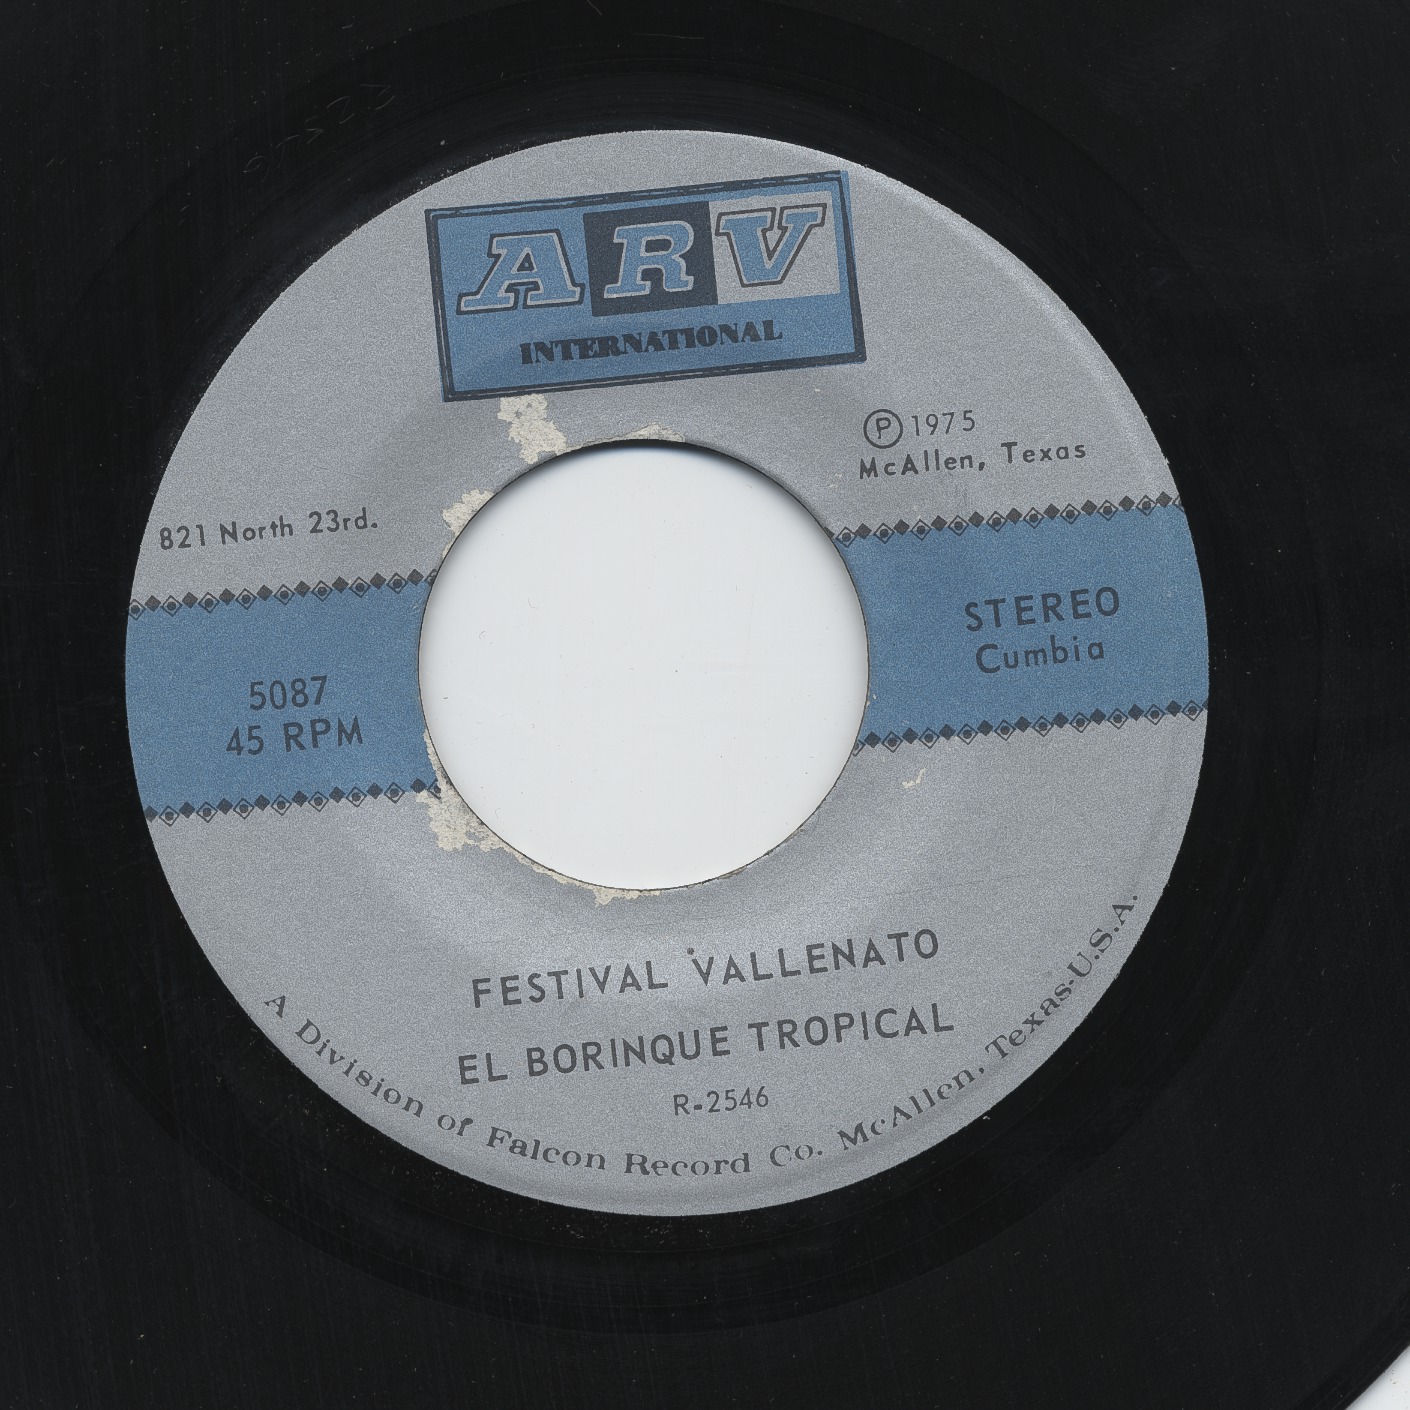 ARV
INTERNATIONAL
Ⓟ 1975
McAllen, Texas
821 North 23rd.
5087
45 RPM
STEREO
Cumbia
FESTIVAL VALLENATO
EL BORINQUE TROPICAL
R-2546
A Division of Falcon Record Co. McAllen, Texas-U.S.A.